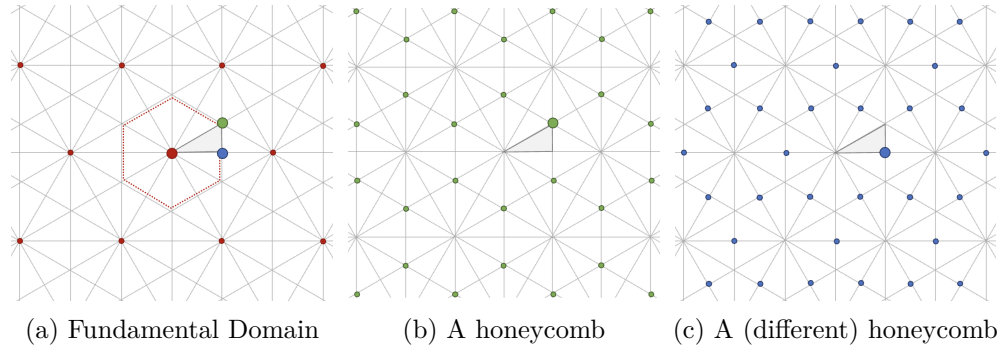 (a) Fundamental Domain
(b) A honeycomb
(c) A (different) honeycomb